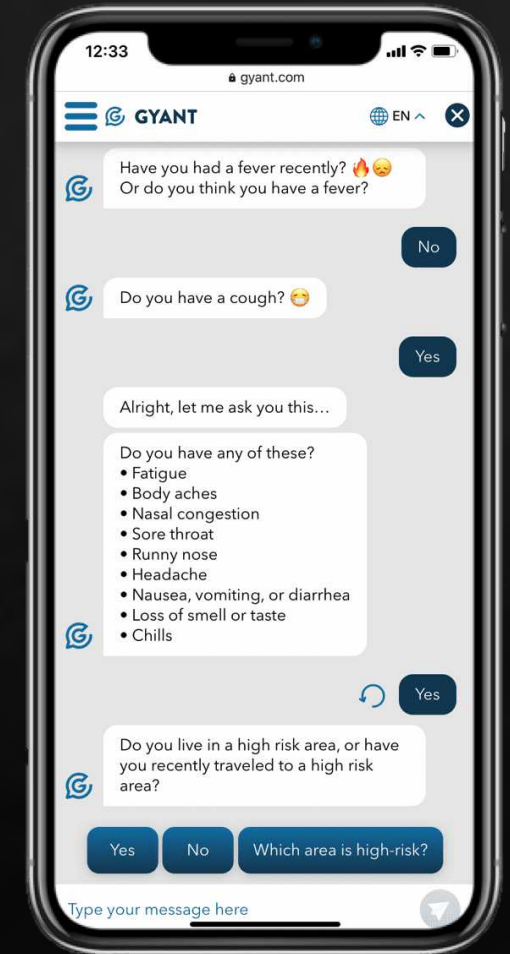 12:33
gyant.com
GYANT
EN
Have you had a fever recently? 🔥😞
Or do you think you have a fever?
No
Do you have a cough? 😷
Yes
Alright, let me ask you this...
Do you have any of these?
• Fatigue
• Body aches
• Nasal congestion
• Sore throat
• Runny nose
• Headache
• Nausea, vomiting, or diarrhea
• Loss of smell or taste
• Chills
Yes
Do you live in a high risk area, or have
you recently traveled to a high risk
area?
Yes
No
Which area is high-risk?
Type your message here